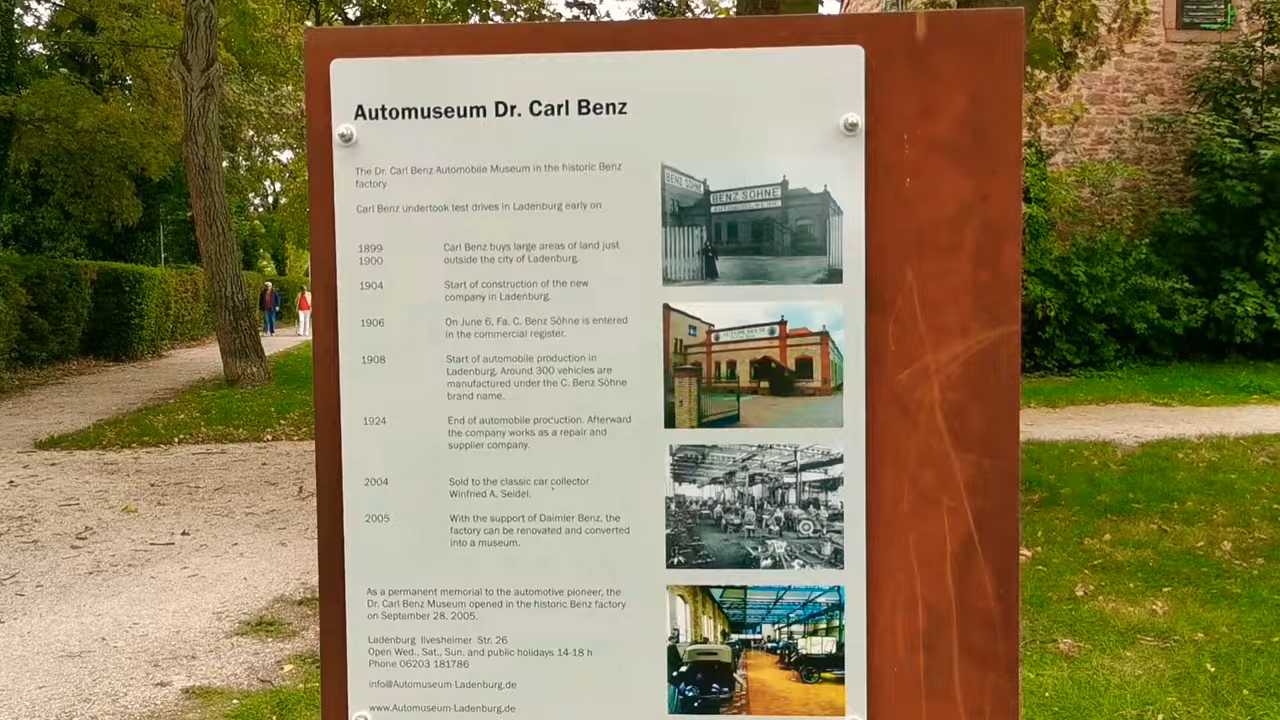 Automuseum Dr. Carl Benz
The Dr. Carl Benz Automobile Museum in the historic Benz
factory
Carl Benz undertook test drives in Ladenburg early on
1899 Carl Benz buys large areas of land just
1900 outside the city of Ladenburg.
1904 Start of construction of the new
company in Ladenburg.
1906 On June 6, Fa. C. Benz Söhne is entered
in the commercial register.
1908 Start of automobile production in
Ladenburg. Around 300 vehicles are
manufactured under the C. Benz Söhne
brand name.
1924 End of automobile production. Afterward
the company works as a repair and
supplier company.
2004 Sold to the classic car collector
Winfried A. Seidel.
2005 With the support of Daimler Benz, the
factory can be renovated and converted
into a museum.
As a permanent memorial to the automotive pioneer, the
Dr. Carl Benz Museum opened in the historic Benz factory
on September 28, 2005.
Ladenburg Ilvesheimer Str. 26
Open Wed., Sat., Sun. and public holidays 14-18 h
Phone 06203 181786
info@Automuseum-Ladenburg.de
www.Automuseum-Ladenburg.de
BENZ SÖHNE
BENZ SÖHNE
AUTOMUSEUM